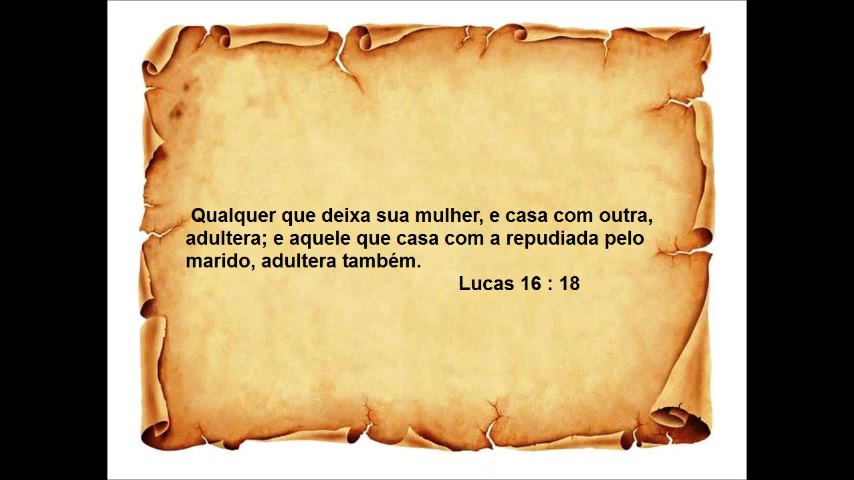 Qualquer que deixa sua mulher, e casa com outra,
adultera; e aquele que casa com a repudiada pelo
marido, adultera também.
Lucas 16 : 18